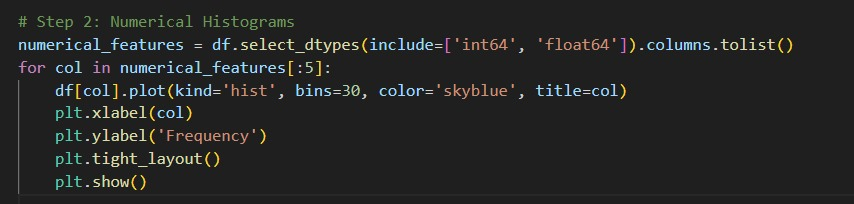 # Step 2: Numerical Histograms
numerical_features = df.select_dtypes(include=['int64', 'float64']).columns.tolist()
for col in numerical_features[:5]:
    df[col].plot(kind='hist', bins=30, color='skyblue', title=col)
    plt.xlabel(col)
    plt.ylabel('Frequency')
    plt.tight_layout()
    plt.show()